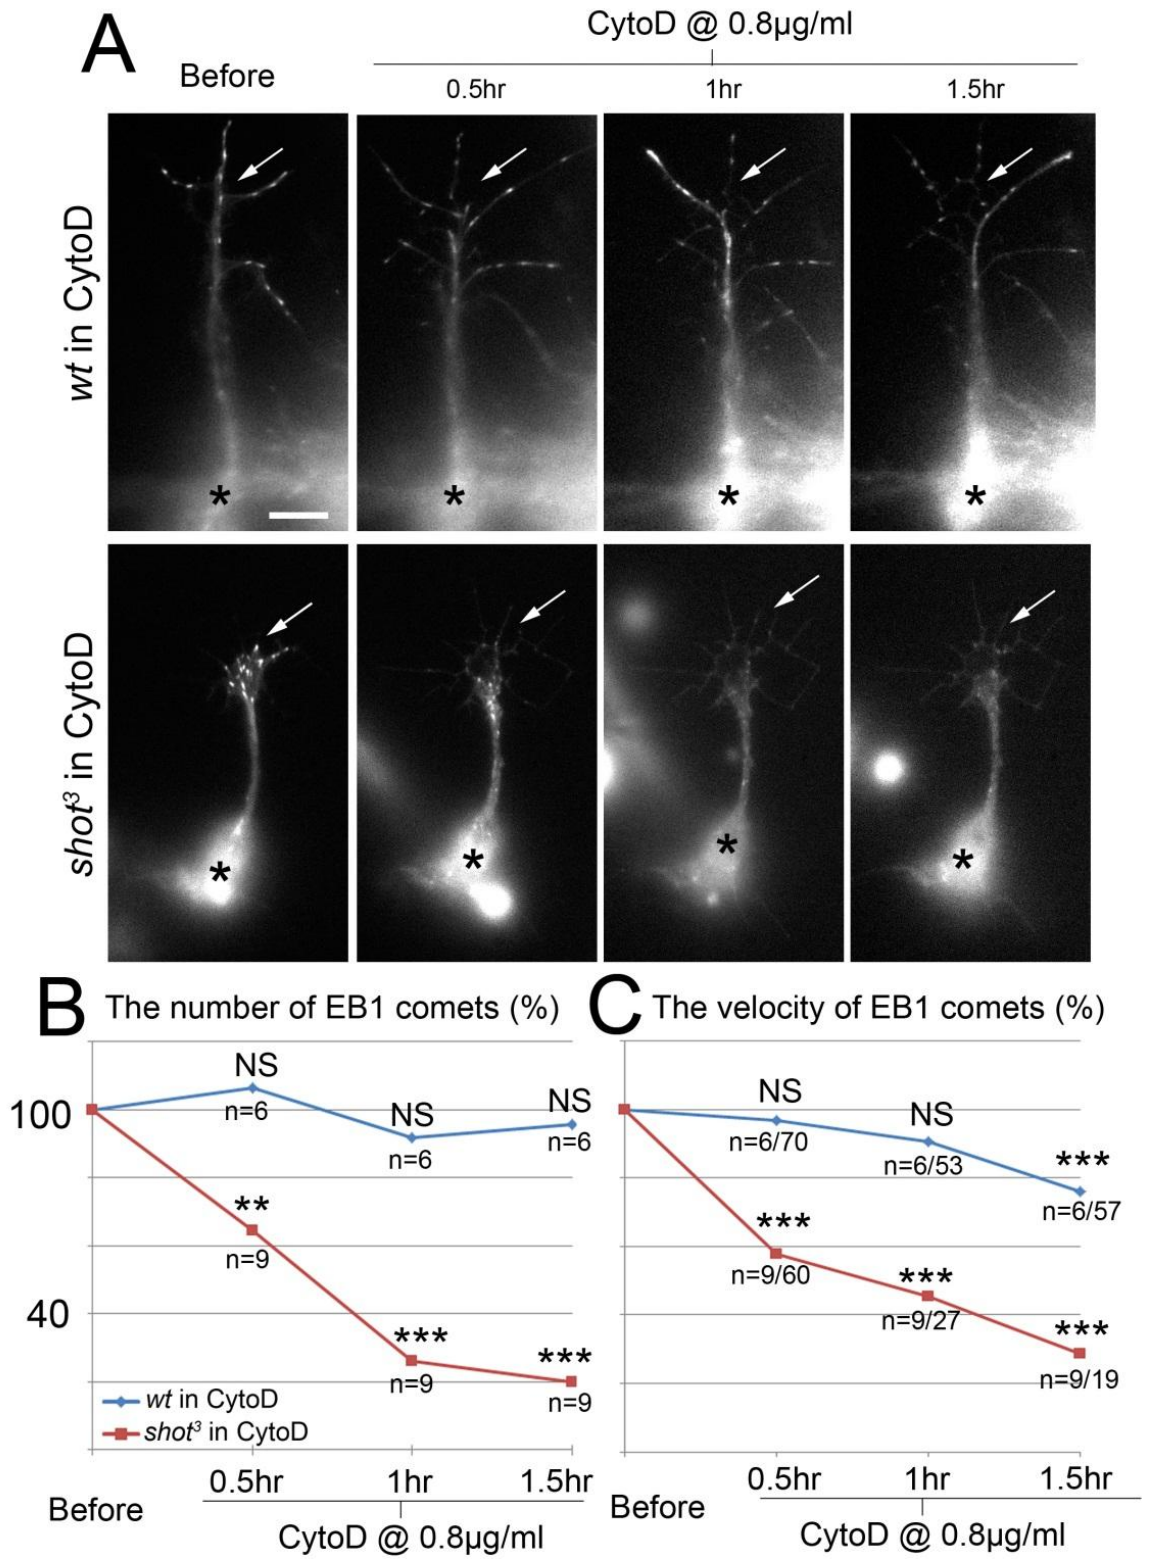 A
CytoD @ 0.8µg/ml
Before
0.5hr
1hr
1.5hr
wt in CytoD
*
*
*
*
shot³ in CytoD
*
*
*
*
B
The number of EB1 comets (%)
100
40
NS
n=6
NS
n=6
NS
n=6
**
n=9
***
n=9
***
n=9
wt in CytoD
shot³ in CytoD
Before
0.5hr
1hr
1.5hr
CytoD @ 0.8µg/ml
C
The velocity of EB1 comets (%)
NS
n=6/70
NS
n=6/53
***
n=6/57
***
n=9/60
***
n=9/27
***
n=9/19
Before
0.5hr
1hr
1.5hr
CytoD @ 0.8µg/ml